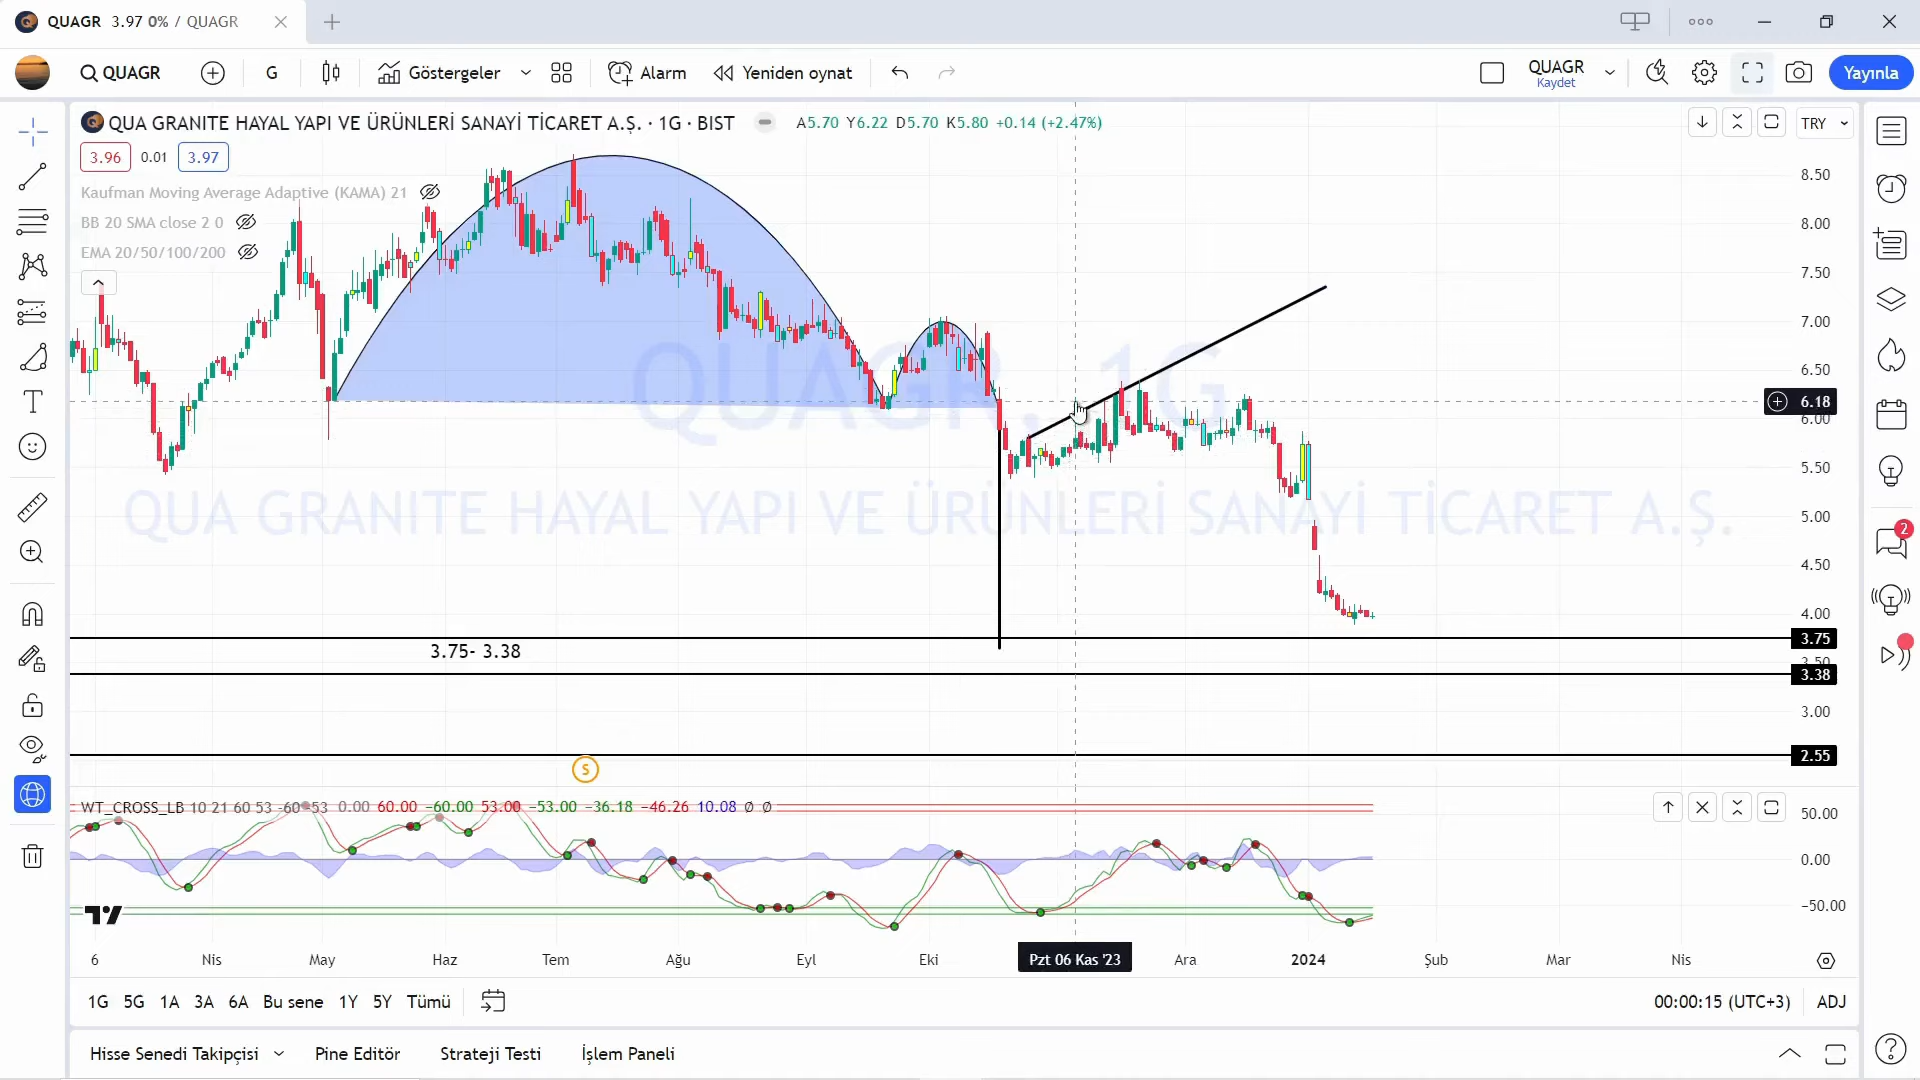 QUAGR 3.97 0% / QUAGR
QUAGR
G
Göstergeler
Alarm
Yeniden oynat
QUAGR
Kaydet
Yayınla
QUA GRANITE HAYAL YAPI VE ÜRÜNLERİ SANAYİ TİCARET A.Ş. · 1G · BIST
A5.70 Y6.22 D5.70 K5.80 +0.14 (+2.47%)
TRY
3.96 0.01 3.97
Kaufman Moving Average Adaptive (KAMA) 21
BB 20 SMA close 2 0
EMA 20/50/100/200
QUAGR, 1G
QUA GRANITE HAYAL YAPI VE ÜRÜNLERİ SANAYİ TİCARET A.Ş.
8.50
8.00
7.50
7.00
6.50
6.18
6.00
5.50
5.00
4.50
4.00
3.75
3.50
3.38
3.00
2.55
3.75- 3.38
S
2
WT_CROSS_LB 10 21 60 53 -60 -53 0.00 60.00 −60.00 53.00 −53.00 −36.18 −46.26 10.08 ∅ ∅
50.00
0.00
−50.00
6 Nis May Haz Tem Ağu Eyl Eki Pzt 06 Kas '23 Ara 2024 Şub Mar Nis
1G 5G 1A 3A 6A Bu sene 1Y 5Y Tümü
00:00:15 (UTC+3) ADJ
Hisse Senedi Takipçisi Pine Editör Strateji Testi İşlem Paneli